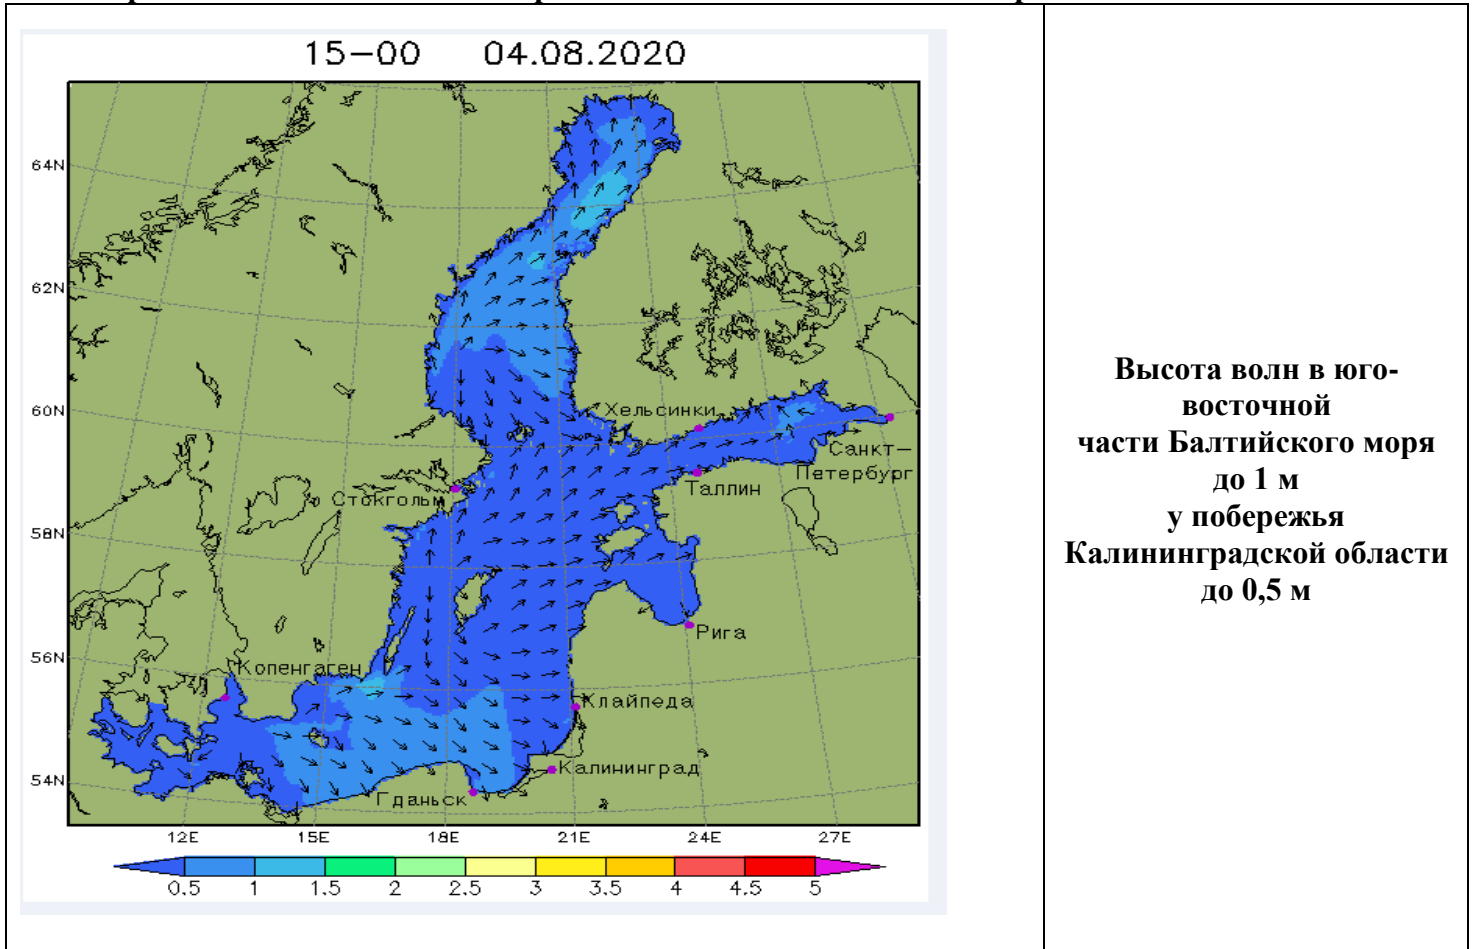 15-00 04.08.2020
64N
62N
60N
58N
56N
54N
Хельсинки
Санкт-
Петербург
Таллин
Стокгольм
Рига
Копенгаген
Клайпеда
Калининград
Гданьск
12E 15E 18E 21E 24E 27E
0.5 1 1.5 2 2.5 3 3.5 4 4.5 5
Высота волн в юго-
восточной
части Балтийского моря
до 1 м
у побережья
Калининградской области
до 0,5 м